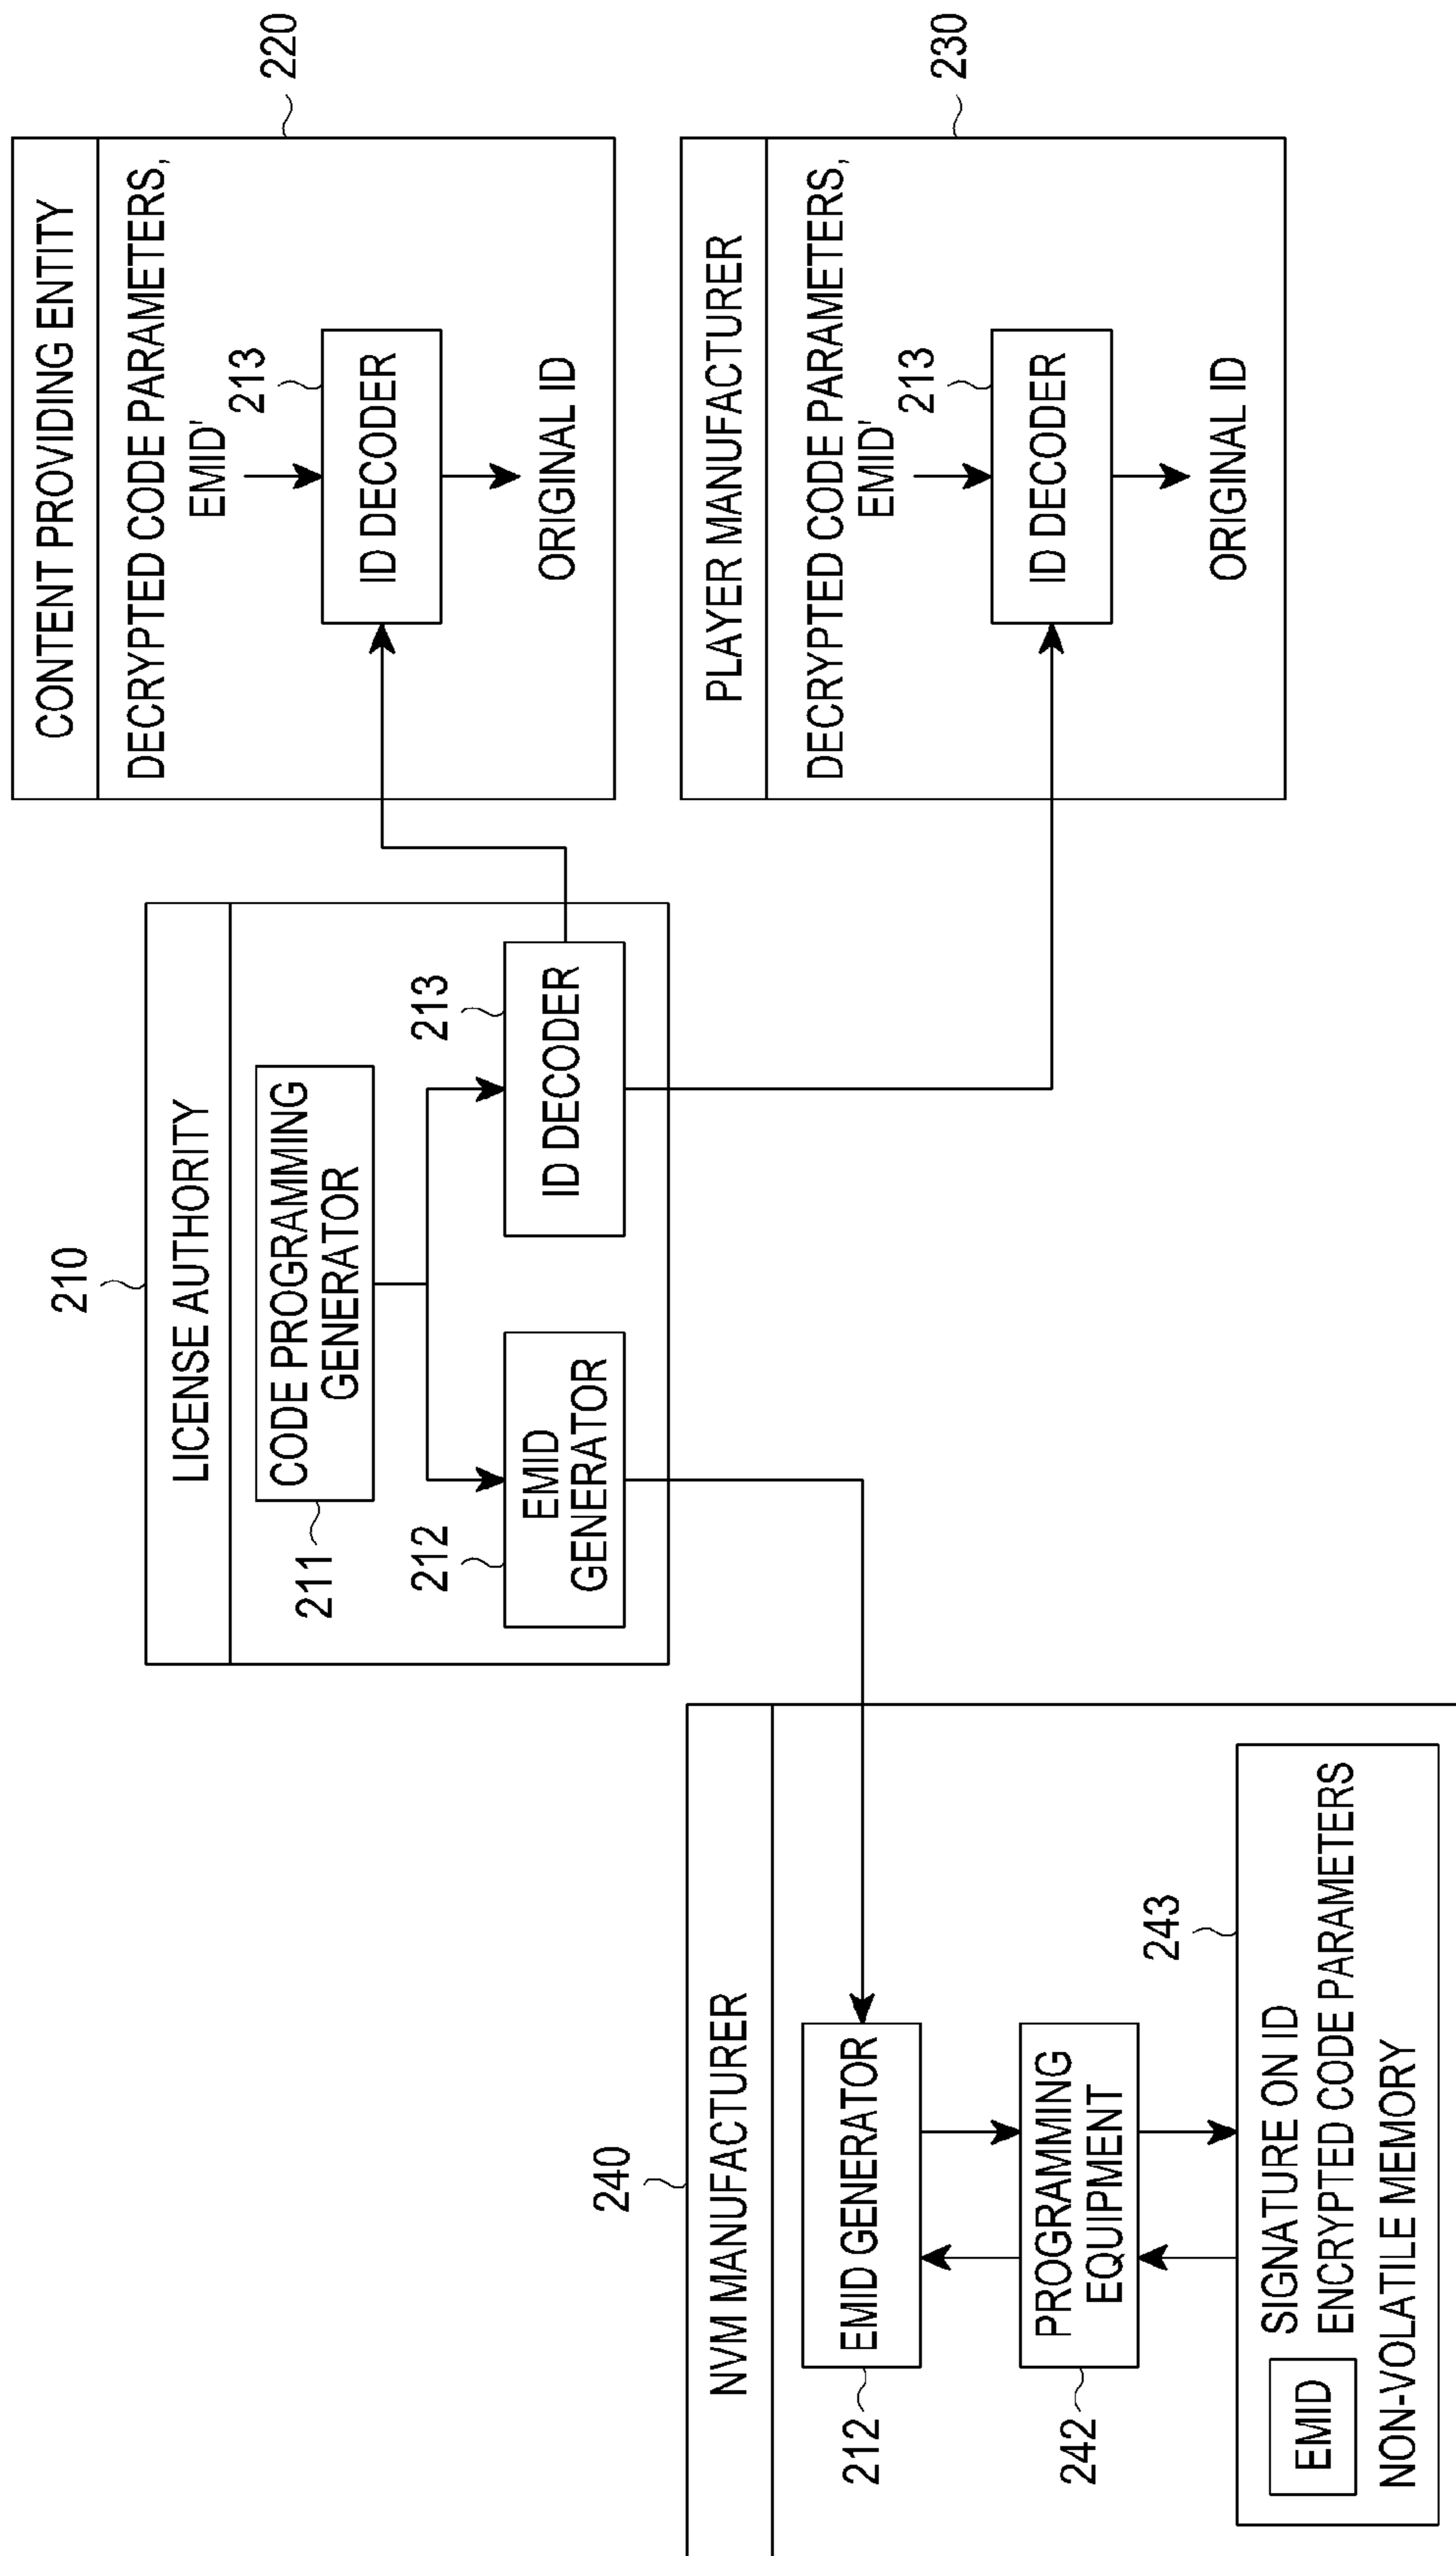 210
LICENSE AUTHORITY
211
CODE PROGRAMMING
GENERATOR
212
EMID
GENERATOR
213
ID DECODER
220
CONTENT PROVIDING ENTITY
DECRYPTED CODE PARAMETERS,
EMID'
213
ID DECODER
ORIGINAL ID
240
NVM MANUFACTURER
212
EMID GENERATOR
242
PROGRAMMING
EQUIPMENT
243
EMID
SIGNATURE ON ID
ENCRYPTED CODE PARAMETERS
NON-VOLATILE MEMORY
230
PLAYER MANUFACTURER
DECRYPTED CODE PARAMETERS,
EMID'
213
ID DECODER
ORIGINAL ID